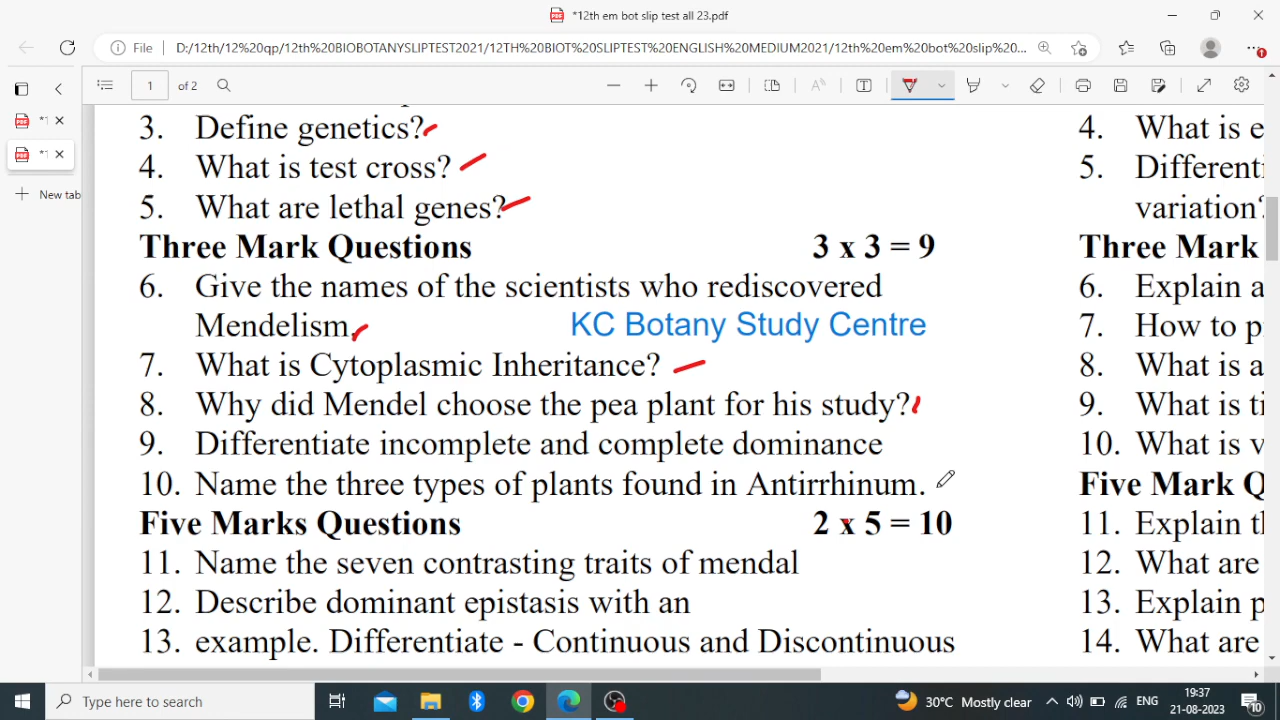 *12th em bot slip test all 23.pdf
File D:/12th/12%20qp/12th%20BIOBOTANYSLIPTEST2021/12TH%20BIOT%20SLIPTEST%20ENGLISH%20MEDIUM2021/12th%20em%20bot%20slip%20...
1 of 2
3. Define genetics?
4. What is test cross?
5. What are lethal genes?
Three Mark Questions 3 x 3 = 9
6. Give the names of the scientists who rediscovered
Mendelism.
KC Botany Study Centre
7. What is Cytoplasmic Inheritance?
8. Why did Mendel choose the pea plant for his study?
9. Differentiate incomplete and complete dominance
10. Name the three types of plants found in Antirrhinum.
Five Marks Questions 2 x 5 = 10
11. Name the seven contrasting traits of mendal
12. Describe dominant epistasis with an
13. example. Differentiate - Continuous and Discontinuous
4. What is e
5. Differenti
variation?
Three Mark
6. Explain a
7. How to p
8. What is a
9. What is ti
10. What is v
Five Mark Q
11. Explain tl
12. What are
13. Explain p
14. What are
New tab
Type here to search
30°C Mostly clear
ENG
19:37
21-08-2023
10